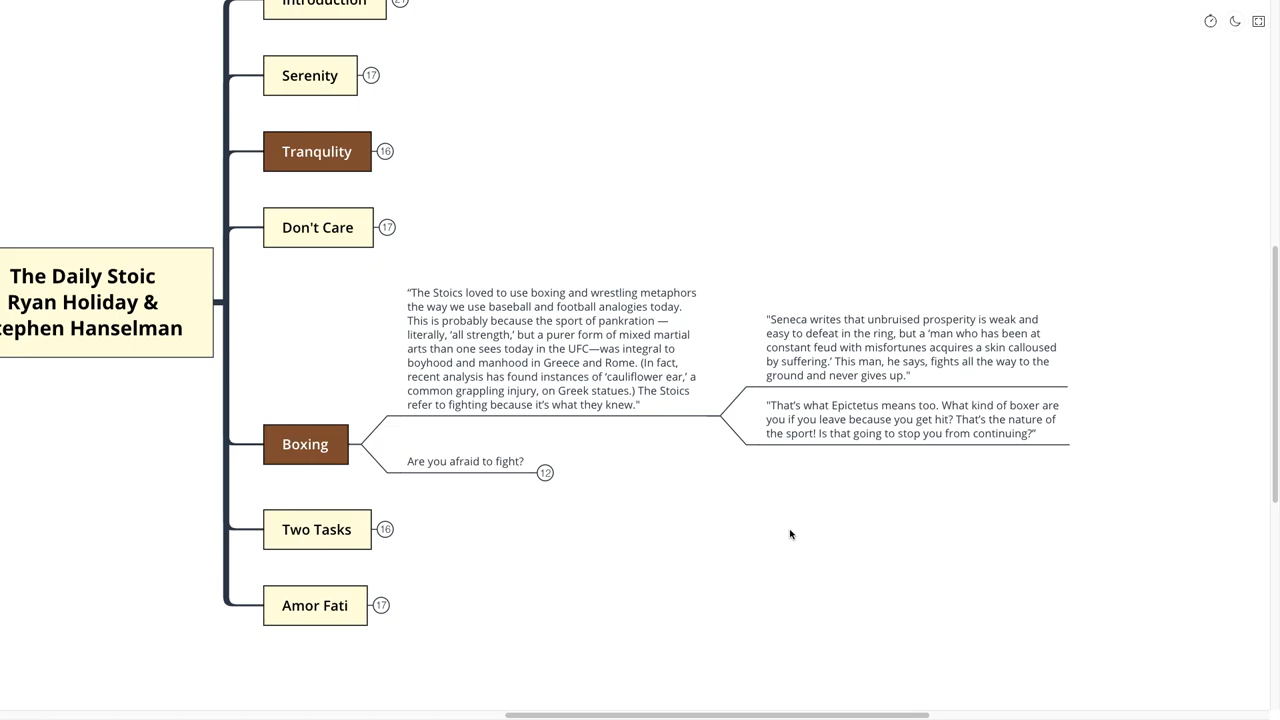 Introduction
21
Serenity
17
Tranqulity
16
Don't Care
17
The Daily Stoic
Ryan Holiday &
tephen Hanselman
“The Stoics loved to use boxing and wrestling metaphors
the way we use baseball and football analogies today.
This is probably because the sport of pankration —
literally, ‘all strength,’ but a purer form of mixed martial
arts than one sees today in the UFC—was integral to
boyhood and manhood in Greece and Rome. (In fact,
recent analysis has found instances of ‘cauliflower ear,’ a
common grappling injury, on Greek statues.) The Stoics
refer to fighting because it’s what they knew."
"Seneca writes that unbruised prosperity is weak and
easy to defeat in the ring, but a ‘man who has been at
constant feud with misfortunes acquires a skin calloused
by suffering.’ This man, he says, fights all the way to the
ground and never gives up."
"That’s what Epictetus means too. What kind of boxer are
you if you leave because you get hit? That’s the nature of
the sport! Is that going to stop you from continuing?”
Boxing
Are you afraid to fight?
12
Two Tasks
16
Amor Fati
17